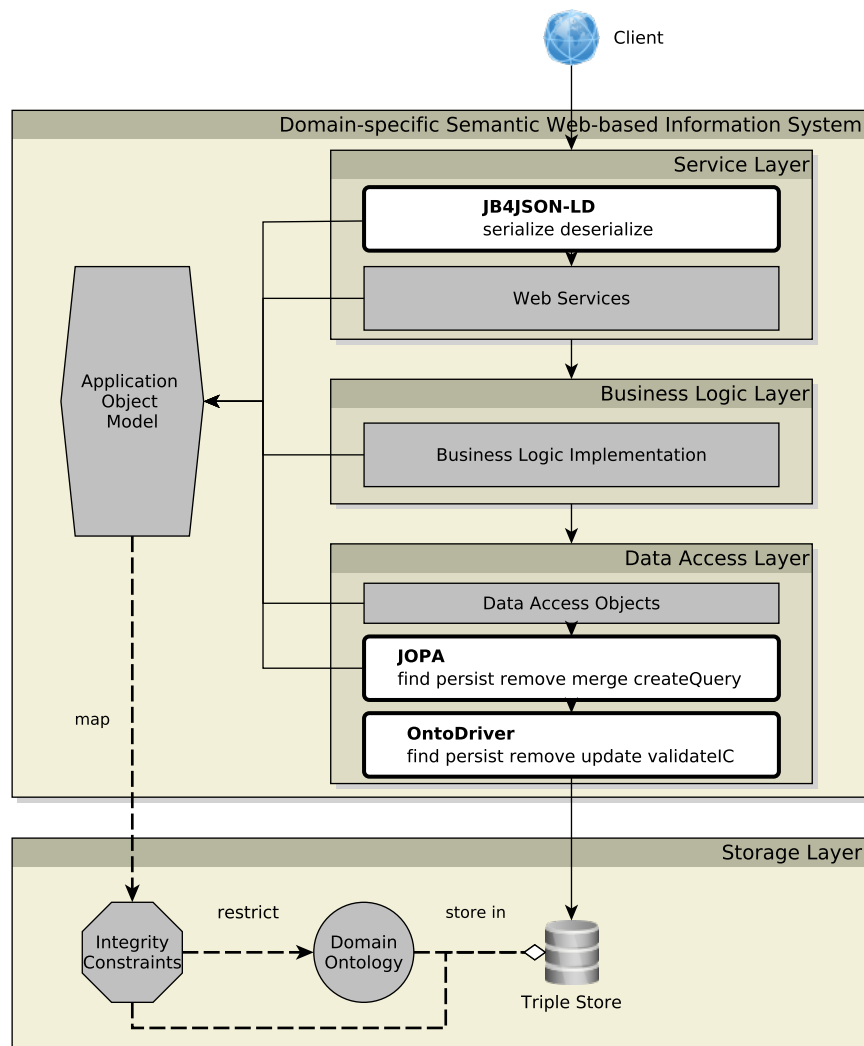 Client
Domain-specific Semantic Web-based Information System
Service Layer
JB4JSON-LD
serialize deserialize
Web Services
Application
Object
Model
Business Logic Layer
Business Logic Implementation
Data Access Layer
Data Access Objects
JOPA
find persist remove merge createQuery
map
OntoDriver
find persist remove update validateIC
Storage Layer
restrict
store in
Integrity
Constraints
Domain
Ontology
Triple Store